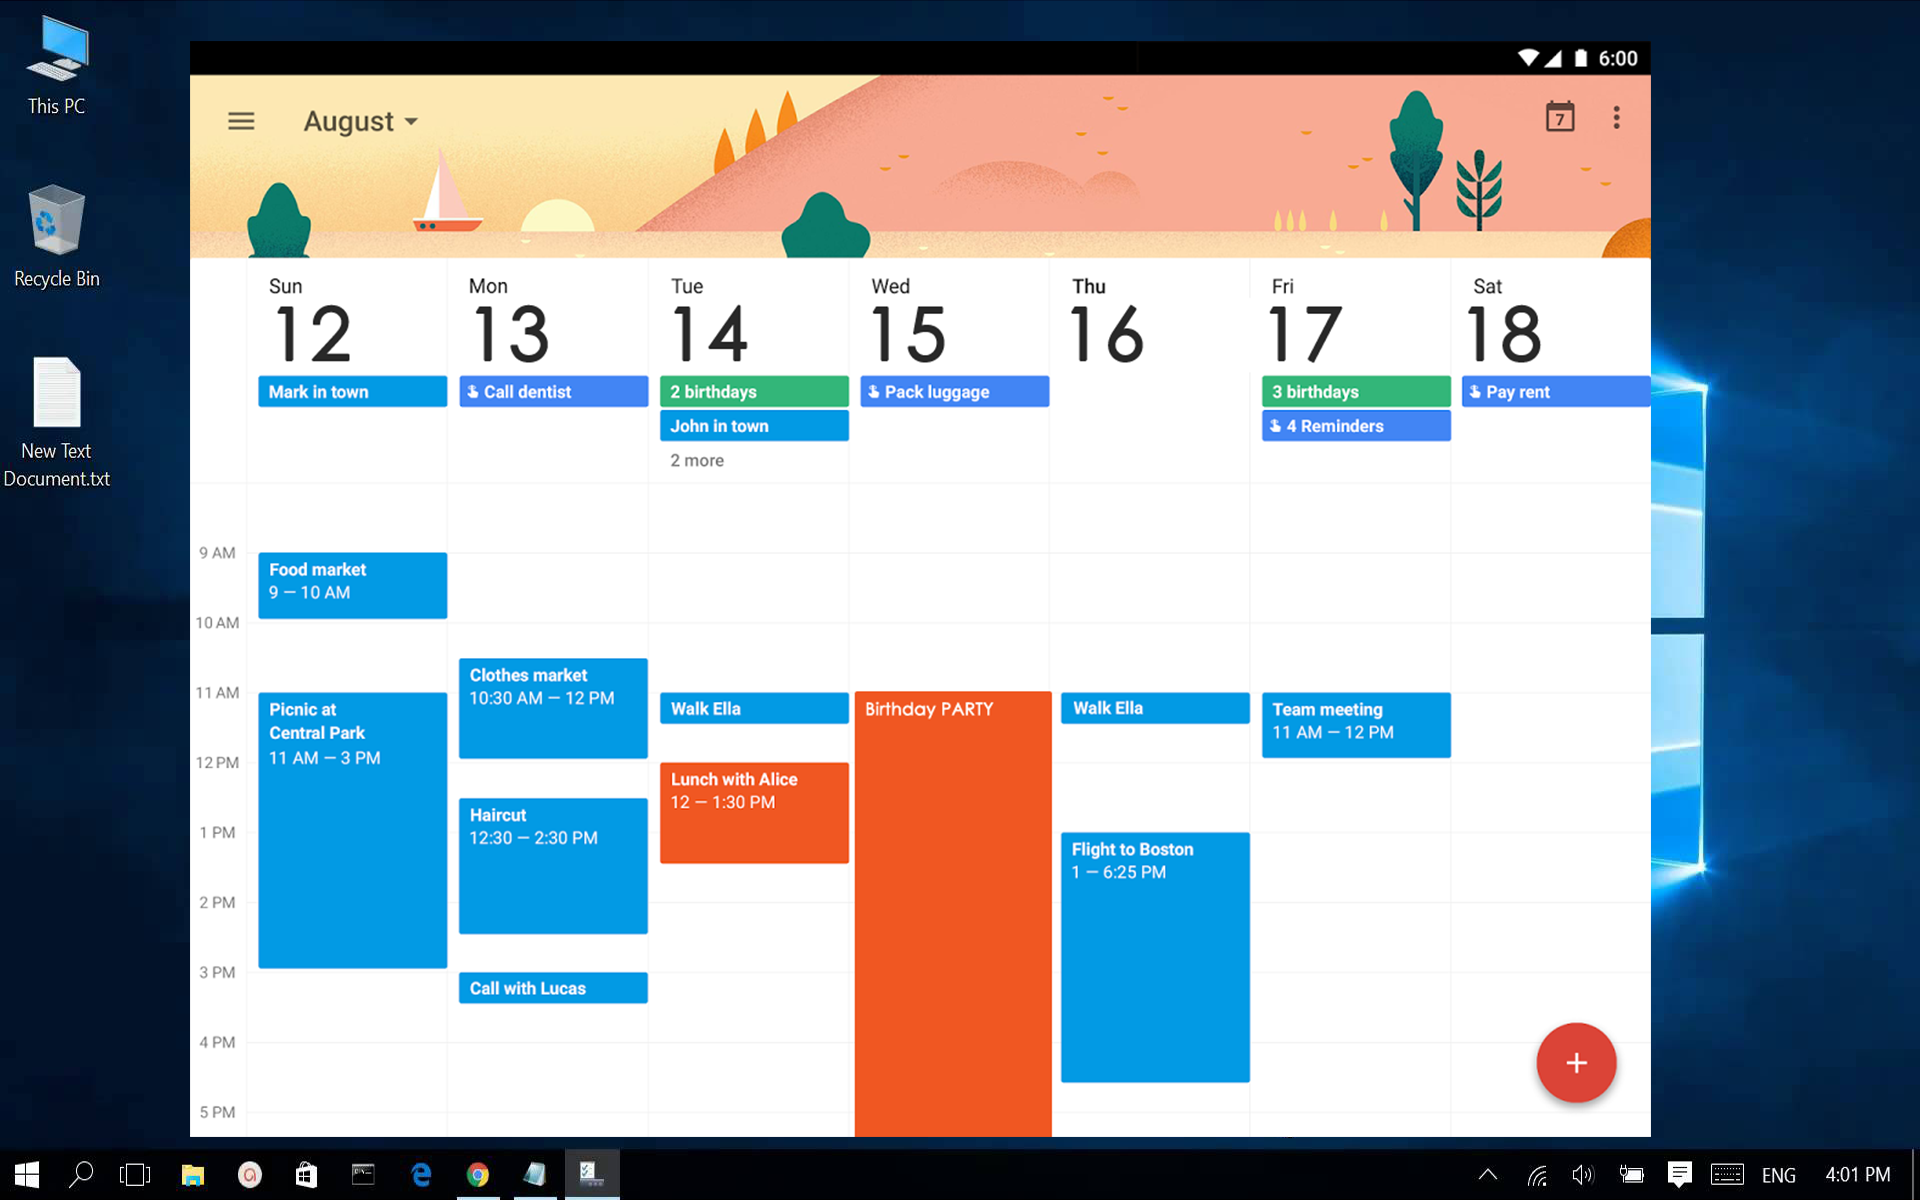 This PC
Recycle Bin
New Text
Document.txt
6:00
August
7
Sun
12
Mon
13
Tue
14
Wed
15
Thu
16
Fri
17
Sat
18
Mark in town
Call dentist
2 birthdays
Pack luggage
3 birthdays
Pay rent
John in town
4 Reminders
2 more
9 AM
Food market
9 — 10 AM
10 AM
Clothes market
10:30 AM — 12 PM
11 AM
Picnic at
Central Park
11 AM — 3 PM
Walk Ella
Birthday PARTY
Walk Ella
Team meeting
11 AM — 12 PM
12 PM
Lunch with Alice
12 — 1:30 PM
Haircut
12:30 — 2:30 PM
1 PM
Flight to Boston
1 — 6:25 PM
2 PM
3 PM
Call with Lucas
4 PM
5 PM
ENG
4:01 PM